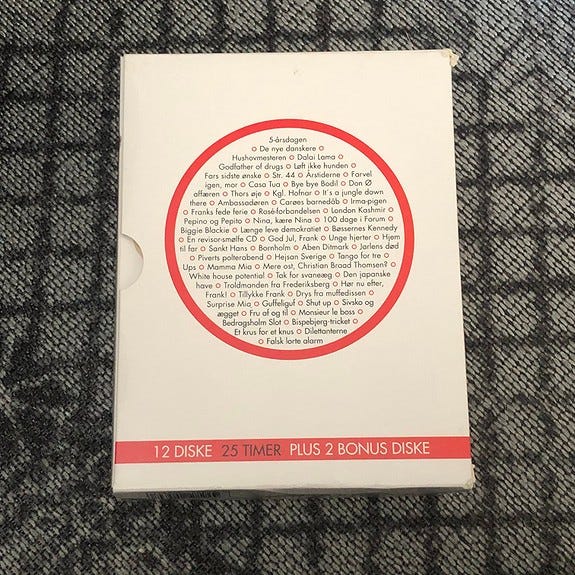 5-årsdagen
o De nye danskere o
Hushovmesteren o Dalai Lama o
Godfather of drugs o Løft ikke hunden o
Fars sidste ønske o Str. 44 o Årstiderne o Farvel
igen, mor o Casa Tua o Bye bye Bodil o Don Ø
affæren o Thors øje o Kgl. Hofnar o It's a jungle down
there o Ambassadøren o Carøes barnedåb o Irma-pigen
o Franks fede ferie o Rosé-forbandelsen o London Kashmir o
Pepino og Pepito o Nina, kære Nina o 100 dage i Forum o
Biggie Blackie o Længe leve demokratiet o Bøssernes Kennedy
o En revisor-smølfe CD o God Jul, Frank o Unge hjerter o Hjem
til far o Sankt Hans o Bornholm o Aben Ditmark o Jarlens død
o Piverts polterabend o Hejsan Sverige o Tango for tre o
Ups o Mamma Mia o Mere ost, Christian Braad Thomsen? o
White house potential o Tak for svaneæg o Den japanske
have o Troldmanden fra Frederiksberg o Hør nu efter,
Frank! o Tillykke Frank o Drys fra muffedissen o
Surprise Mia o Guffeliguf o Shut up o Sivsko og
ægget o Fru af og til o Monsieur le boss o
Bedragsholm Slot o Bispebjerg-tricket o
Et krus for et knus o Dilettanterne
o Falsk lorte alarm
12 DISKE 25 TIMER PLUS 2 BONUS DISKE